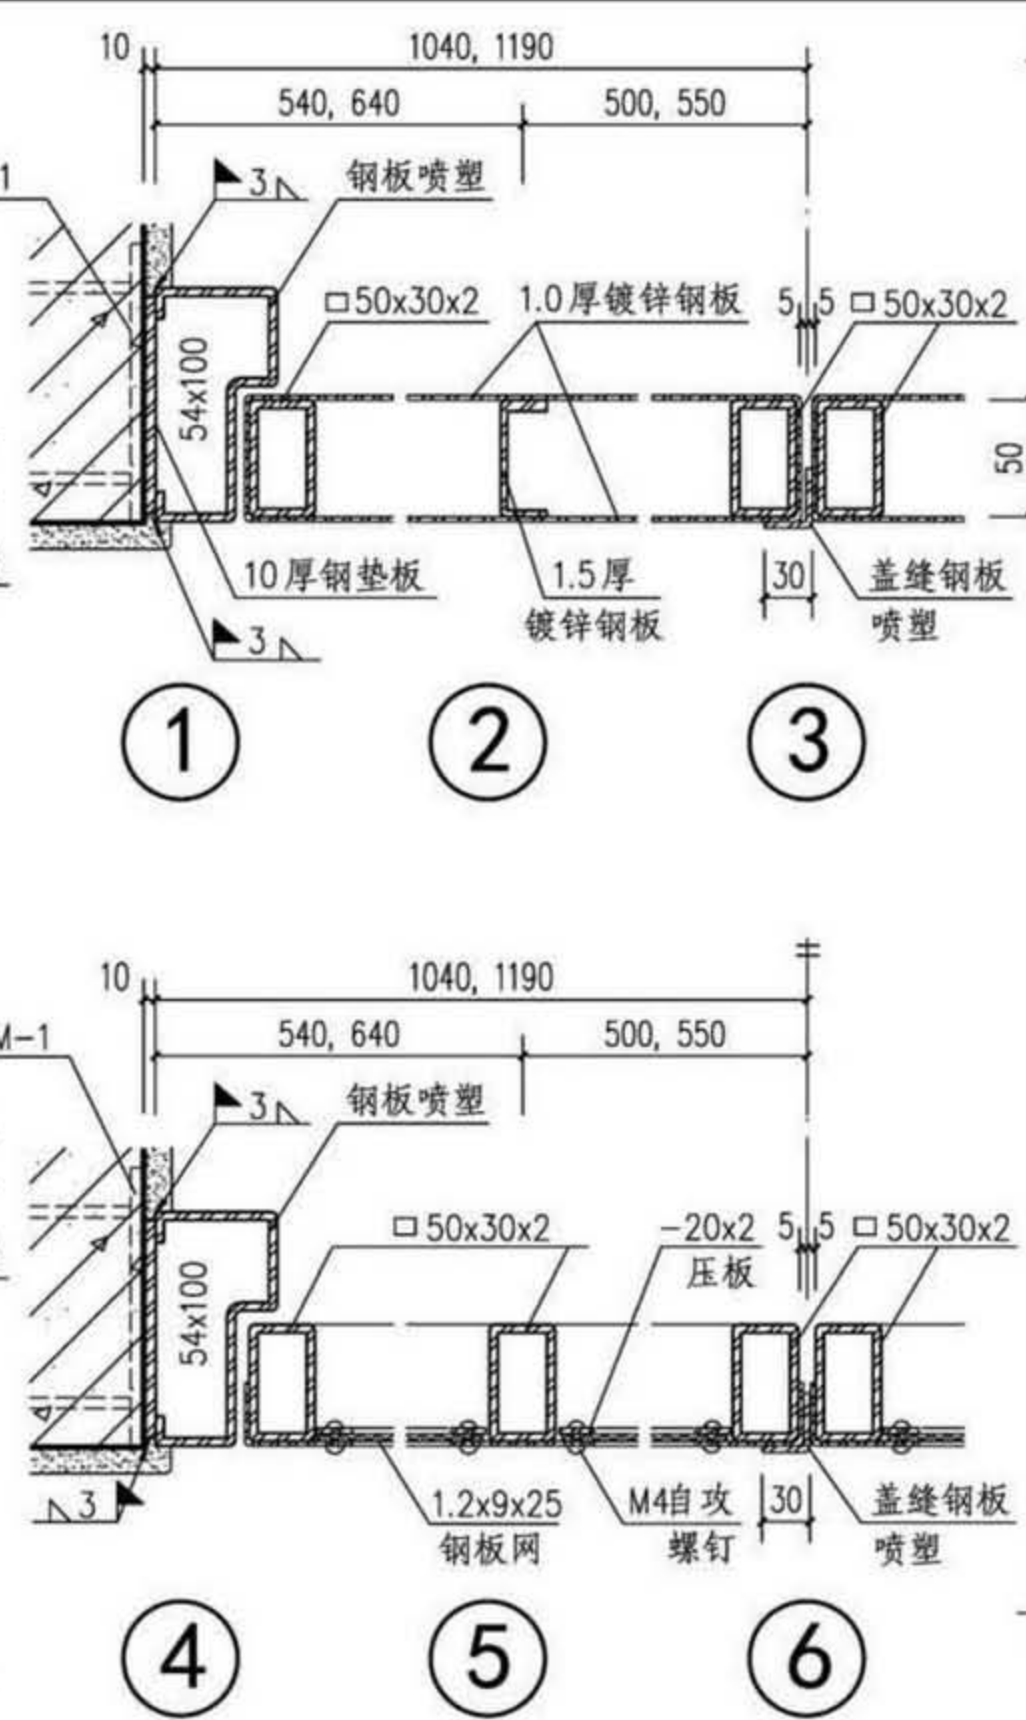 10 1040, 1190
540, 640 500, 550
1 3 钢板喷塑
□50x30x2 1.0厚镀锌钢板 5 5 □50x30x2
54x100
50
10厚钢垫板 1.5厚 30 盖缝钢板
镀锌钢板 喷塑
3
1 2 3
10 1040, 1190
M-1 540, 640 500, 550
3 钢板喷塑
□50x30x2 -20x2 5 5 □50x30x2
压板
54x100
3 1.2x9x25 M4自攻 30 盖缝钢板
钢板网 螺钉 喷塑
4 5 6